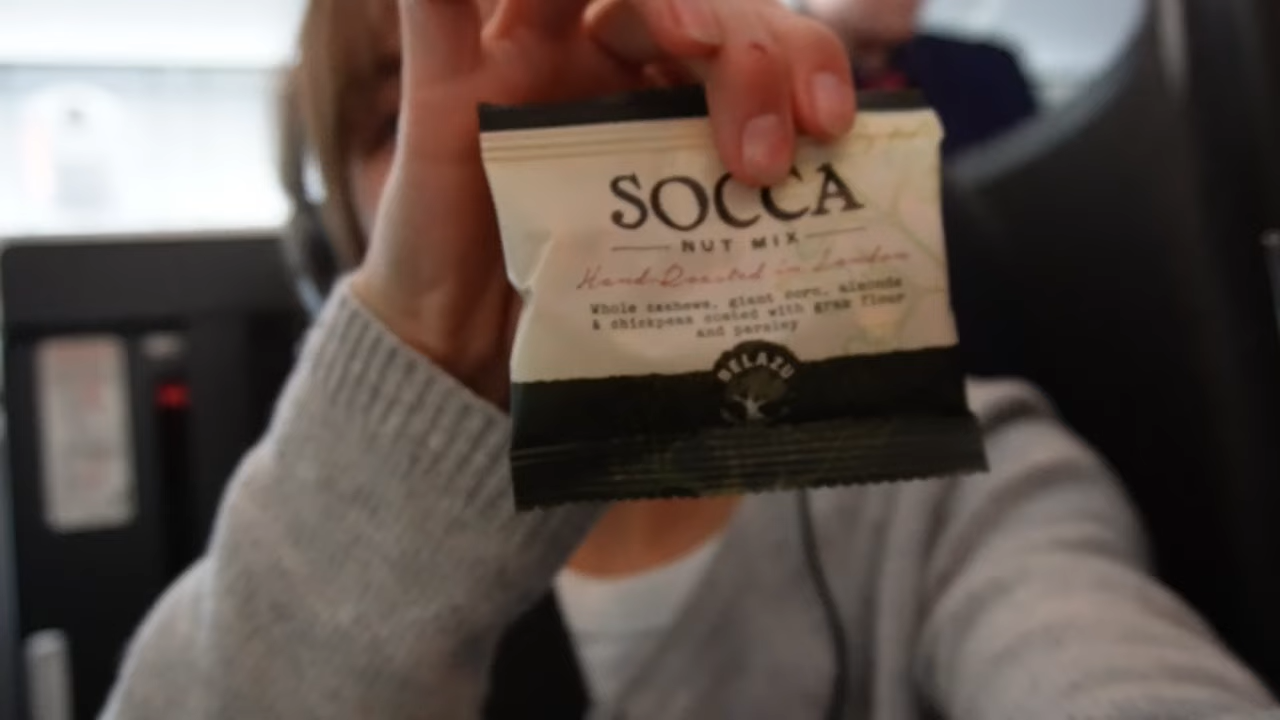 SOCCA
NUT MIX
Hand-Roasted in London
Whole cashews, giant corn, almonds
& chickpeas coated with gram flour
and parsley
BELAZU